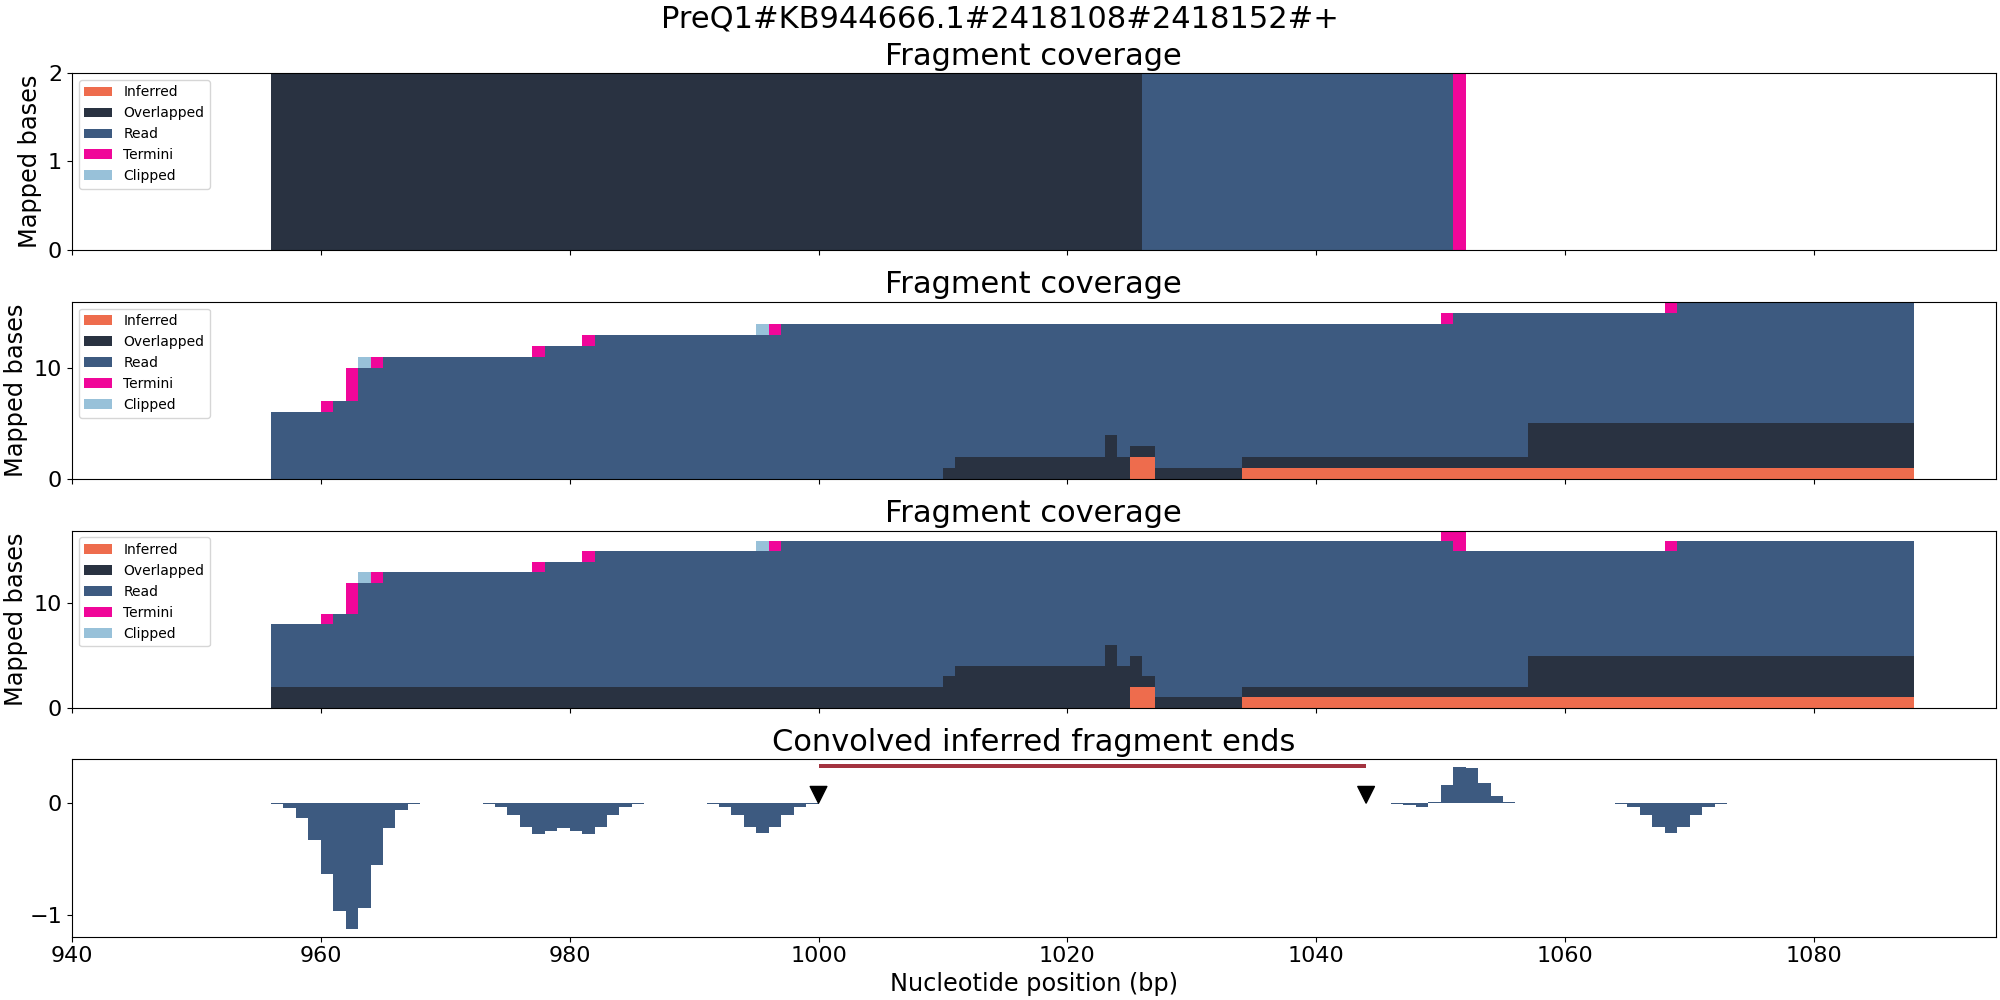 PreQ1#KB944666.1#2418108#2418152#+
Fragment coverage
Mapped bases
2
1
0
Inferred
Overlapped
Read
Termini
Clipped
Fragment coverage
Mapped bases
10
0
Inferred
Overlapped
Read
Termini
Clipped
Fragment coverage
Mapped bases
10
0
Inferred
Overlapped
Read
Termini
Clipped
Convolved inferred fragment ends
0
−1
940 960 980 1000 1020 1040 1060 1080
Nucleotide position (bp)